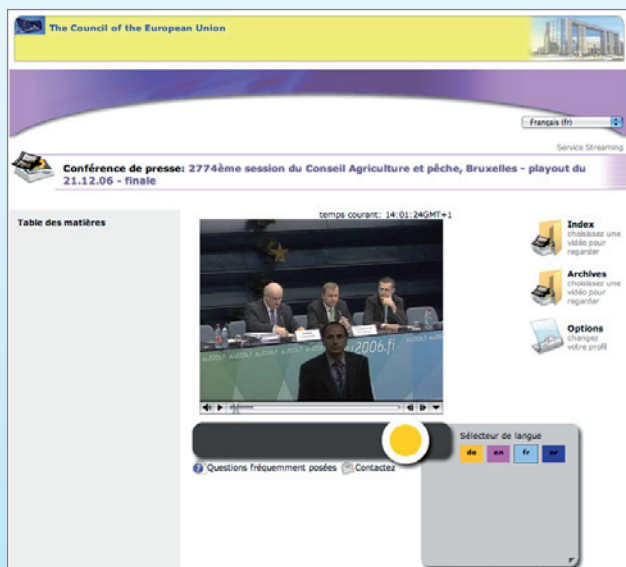 The Council of the European Union
Français (fr)
Service Streaming
Conférence de presse: 2774ème session du Conseil Agriculture et pêche, Bruxelles - playout du
21.12.06 - finale
Table des matières
temps courant: 14:01:24GMT+1
Index
choisissez une
vidéo pour
regarder
Archives
choisissez une
vidéo pour
regarder
Options
changez
votre profil
2006.fi
Sélecteur de langue
de
en
fr
Questions fréquemment posées
Contactez